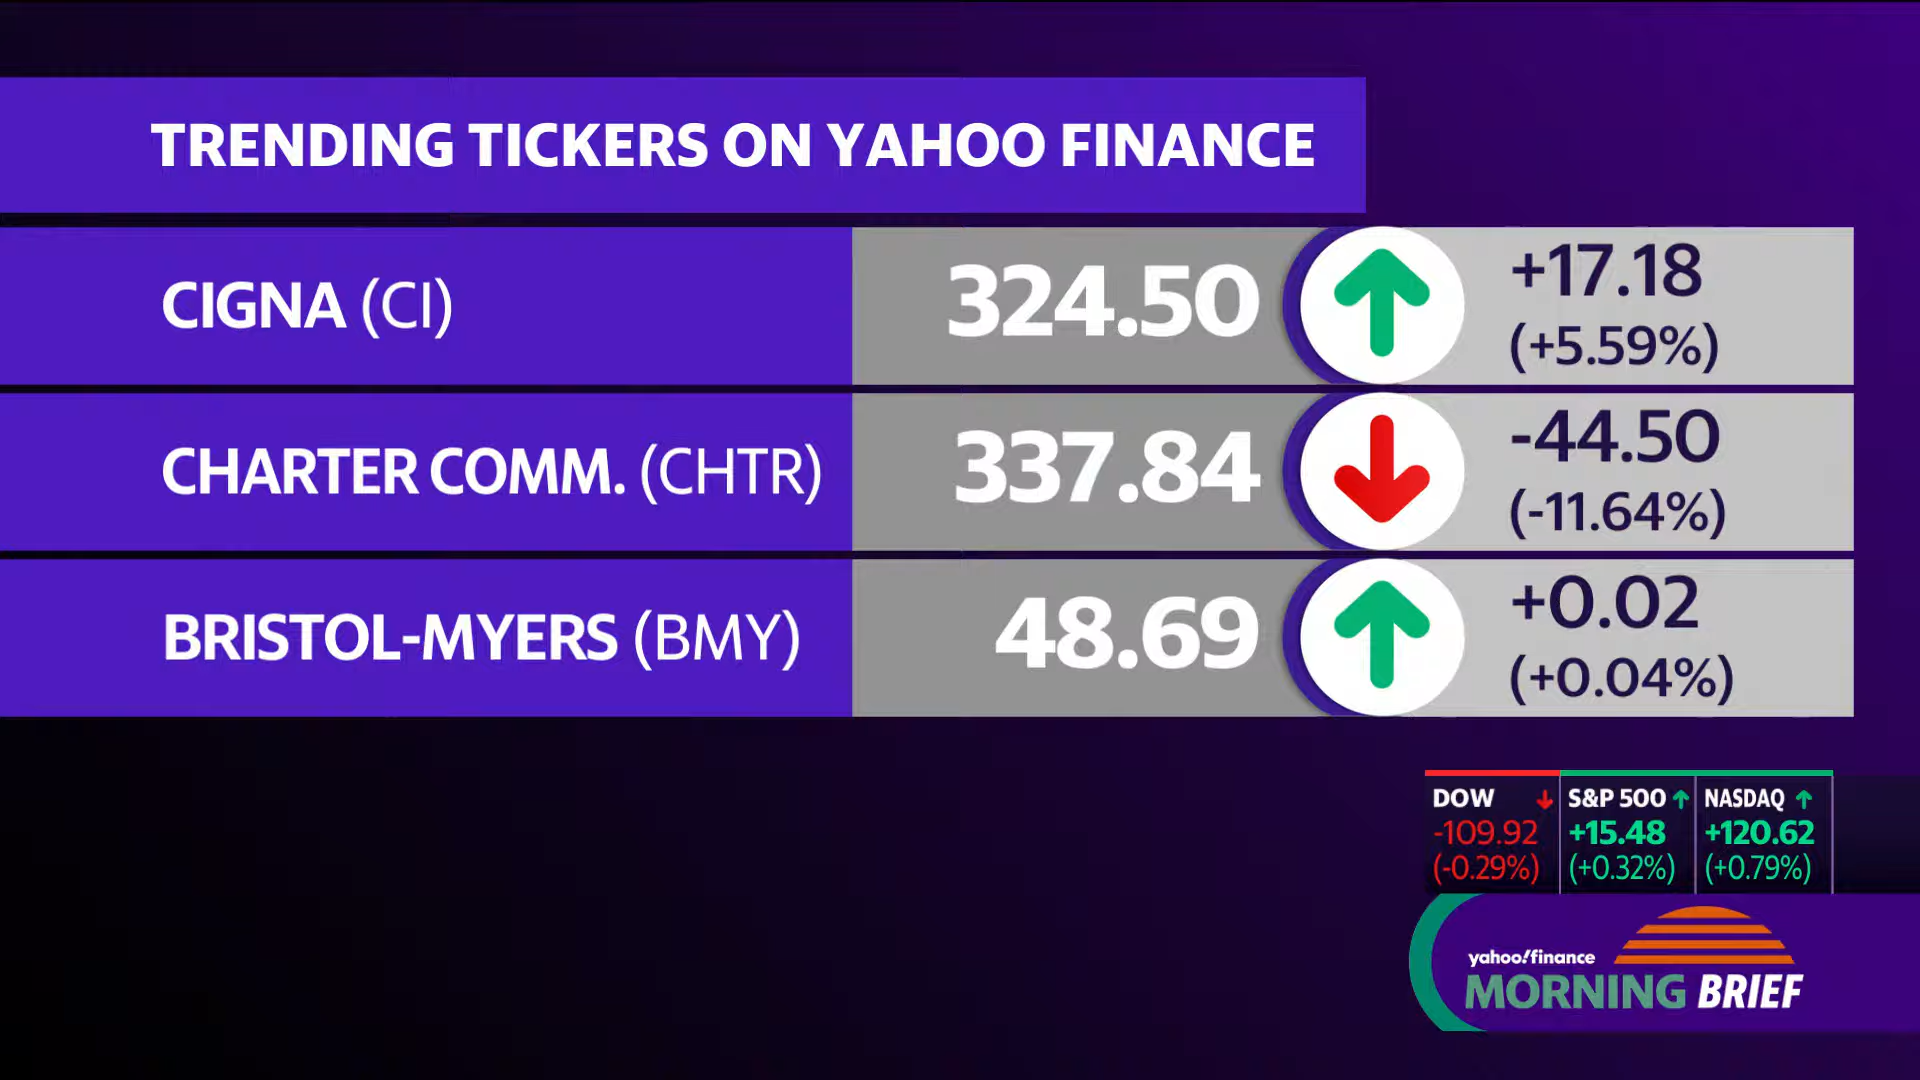 TRENDING TICKERS ON YAHOO FINANCE
CIGNA (CI) 324.50 +17.18 (+5.59%)
CHARTER COMM. (CHTR) 337.84 -44.50 (-11.64%)
BRISTOL-MYERS (BMY) 48.69 +0.02 (+0.04%)
DOW S&P 500 NASDAQ
-109.92 +15.48 +120.62
(-0.29%) (+0.32%) (+0.79%)
yahoo!finance
MORNING BRIEF